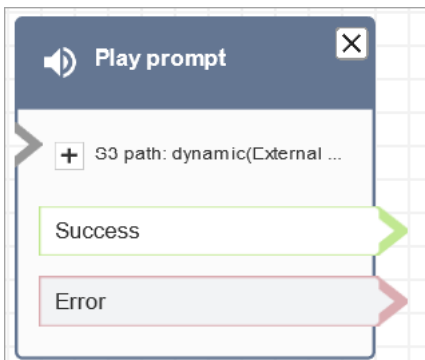 Play prompt
S3 path: dynamic(External ...
Success
Error